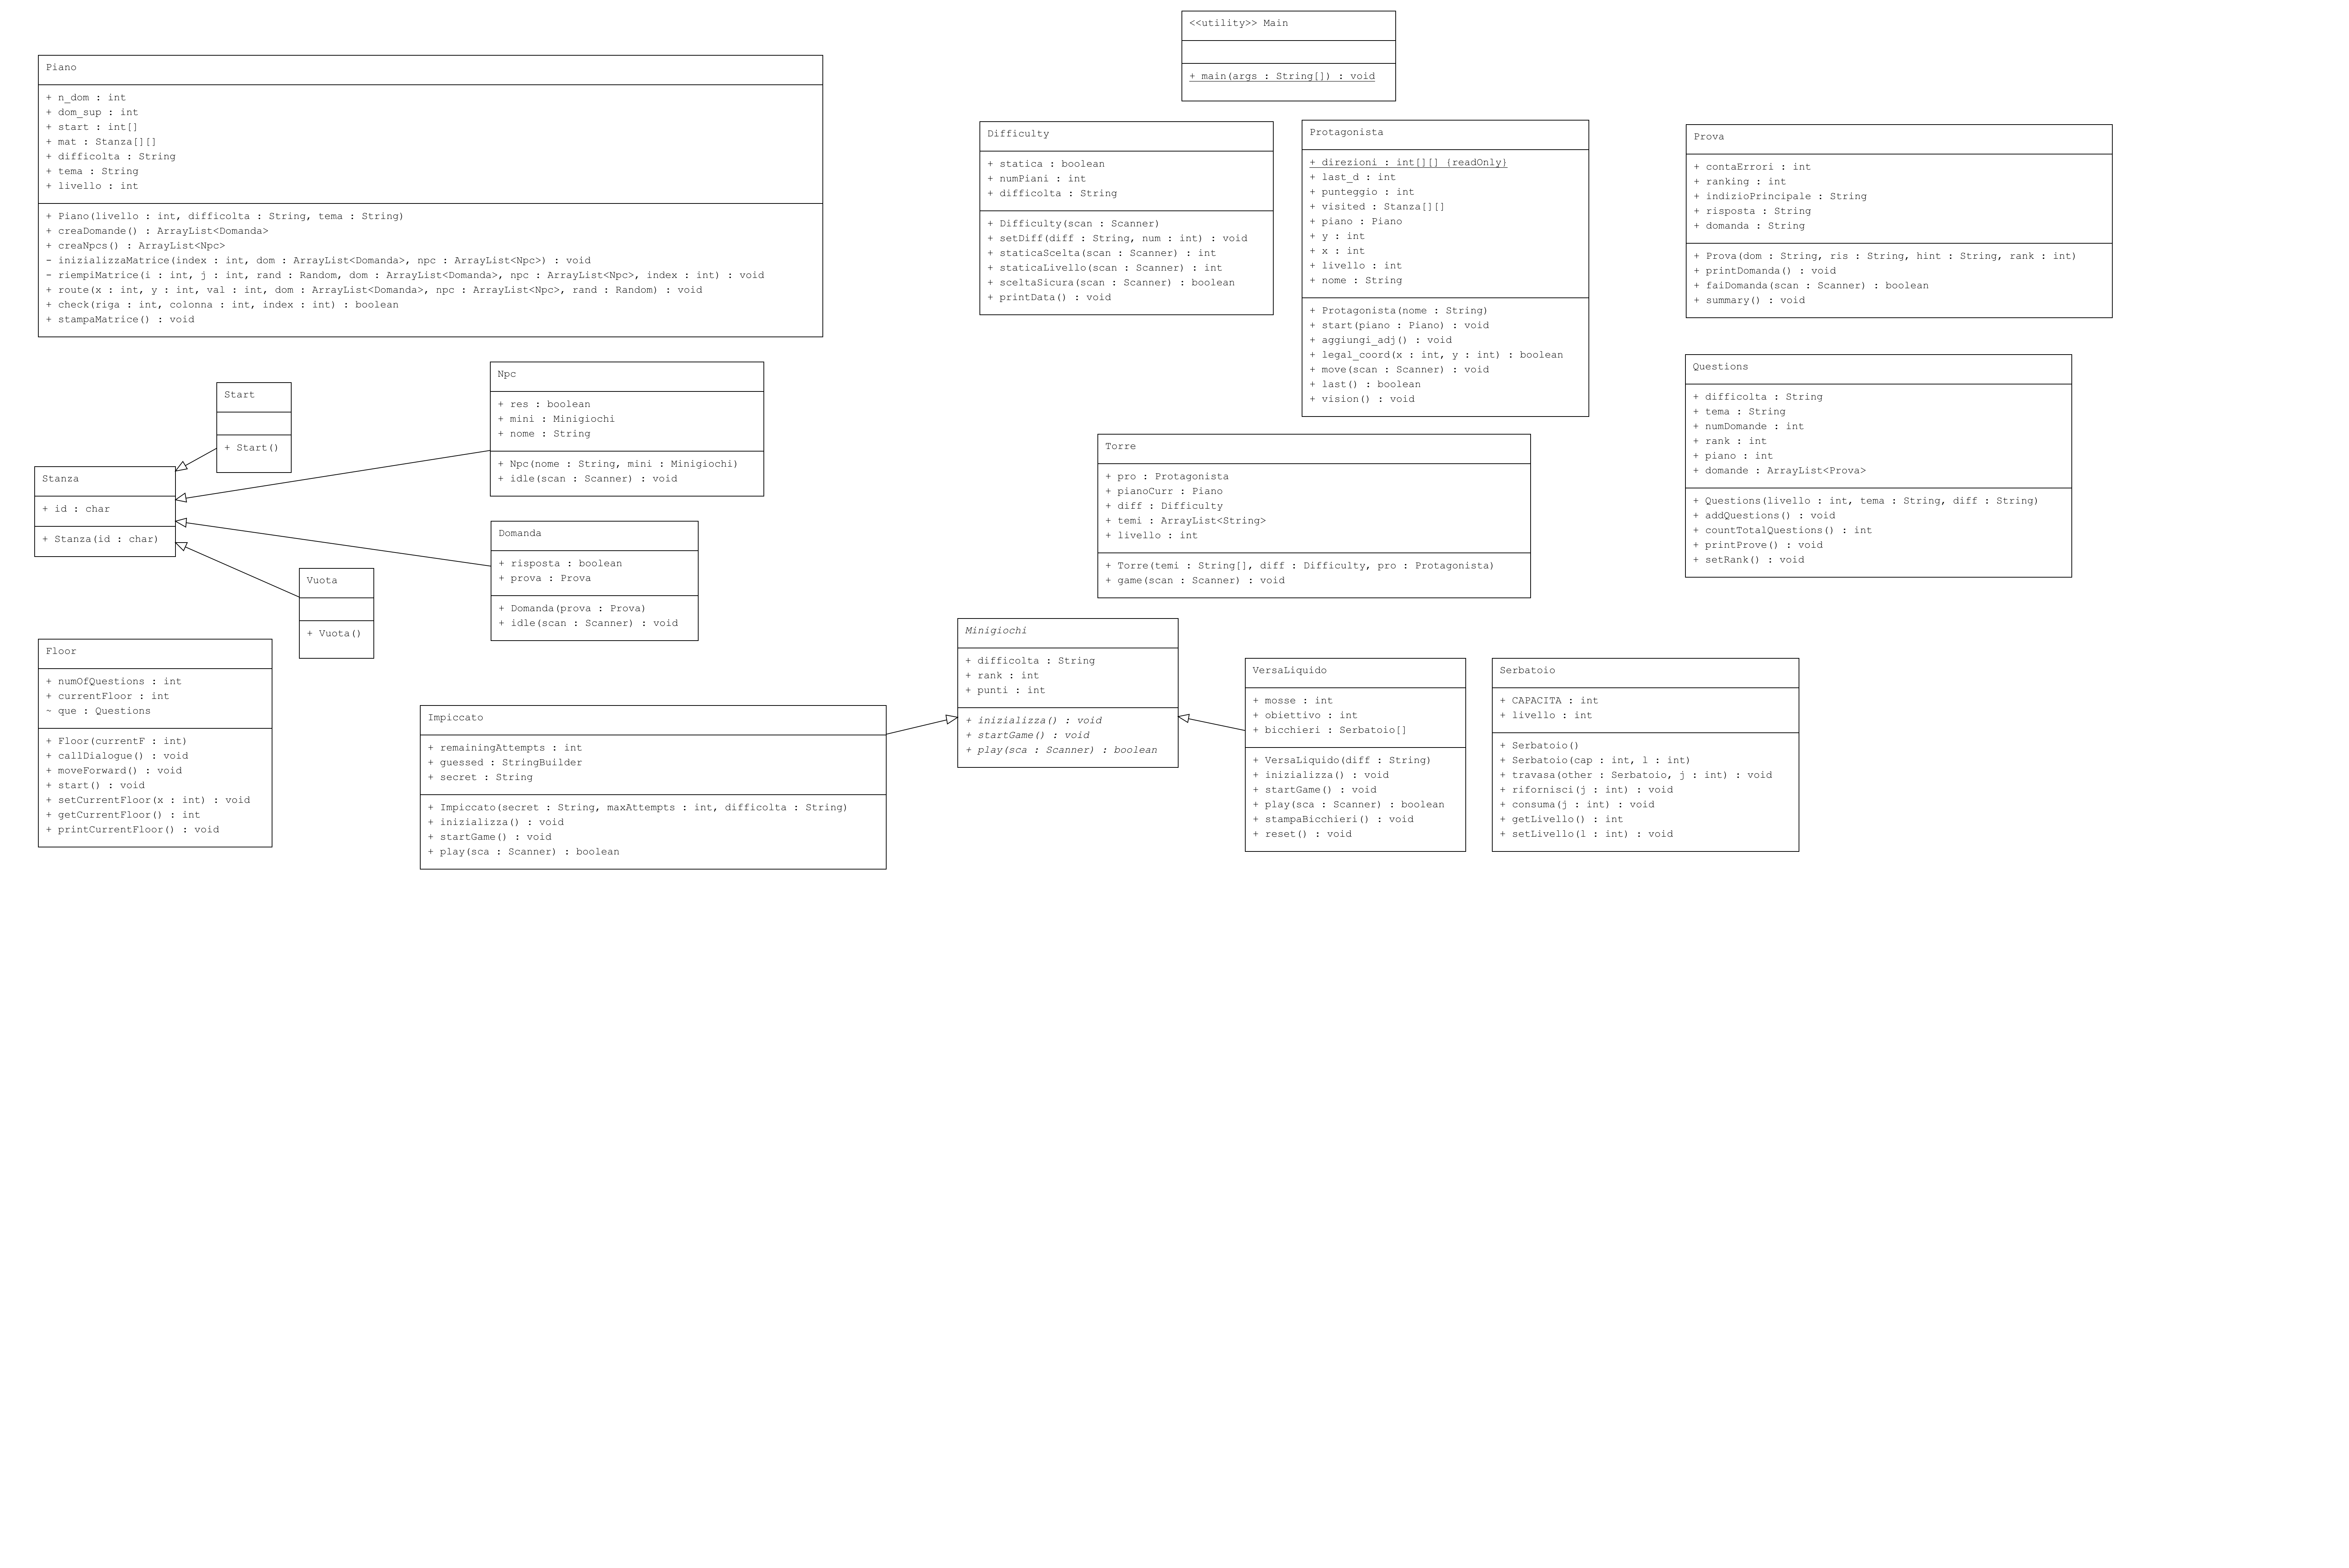 <<utility>> Main
+ main(args : String[]) : void
Piano
+ n_dom : int
+ dom_sup : int
+ start : int[]
+ mat : Stanza[][]
+ difficolta : String
+ tema : String
+ livello : int
+ Piano(livello : int, difficolta : String, tema : String)
+ creaDomande() : ArrayList<Domanda>
+ creaNpcs() : ArrayList<Npc>
- inizializzaMatrice(index : int, dom : ArrayList<Domanda>, npc : ArrayList<Npc>) : void
- riempiMatrice(i : int, j : int, rand : Random, dom : ArrayList<Domanda>, npc : ArrayList<Npc>, index : int) : void
+ route(x : int, y : int, val : int, dom : ArrayList<Domanda>, npc : ArrayList<Npc>, rand : Random) : void
+ check(riga : int, colonna : int, index : int) : boolean
+ stampaMatrice() : void
Difficulty
+ statica : boolean
+ numPiani : int
+ difficolta : String
+ Difficulty(scan : Scanner)
+ setDiff(diff : String, num : int) : void
+ staticaScelta(scan : Scanner) : int
+ staticaLivello(scan : Scanner) : int
+ sceltaSicura(scan : Scanner) : boolean
+ printData() : void
Protagonista
+ direzioni : int[][] {readOnly}
+ last_d : int
+ punteggio : int
+ visited : Stanza[][]
+ piano : Piano
+ y : int
+ x : int
+ livello : int
+ nome : String
+ Protagonista(nome : String)
+ start(piano : Piano) : void
+ aggiungi_adj() : void
+ legal_coord(x : int, y : int) : boolean
+ move(scan : Scanner) : void
+ last() : boolean
+ vision() : void
Prova
+ contaErrori : int
+ ranking : int
+ indizioPrincipale : String
+ risposta : String
+ domanda : String
+ Prova(dom : String, ris : String, hint : String, rank : int)
+ printDomanda() : void
+ faiDomanda(scan : Scanner) : boolean
+ summary() : void
Questions
+ difficolta : String
+ tema : String
+ numDomande : int
+ rank : int
+ piano : int
+ domande : ArrayList<Prova>
+ Questions(livello : int, tema : String, diff : String)
+ addQuestions() : void
+ countTotalQuestions() : int
+ printProve() : void
+ setRank() : void
Start
+ Start()
Npc
+ res : boolean
+ mini : Minigiochi
+ nome : String
+ Npc(nome : String, mini : Minigiochi)
+ idle(scan : Scanner) : void
Stanza
+ id : char
+ Stanza(id : char)
Domanda
+ risposta : boolean
+ prova : Prova
+ Domanda(prova : Prova)
+ idle(scan : Scanner) : void
Vuota
+ Vuota()
Torre
+ pro : Protagonista
+ pianoCurr : Piano
+ diff : Difficulty
+ temi : ArrayList<String>
+ livello : int
+ Torre(temi : String[], diff : Difficulty, pro : Protagonista)
+ game(scan : Scanner) : void
Floor
+ numOfQuestions : int
+ currentFloor : int
~ que : Questions
+ Floor(currentF : int)
+ callDialogue() : void
+ moveForward() : void
+ start() : void
+ setCurrentFloor(x : int) : void
+ getCurrentFloor() : int
+ printCurrentFloor() : void
Impiccato
+ remainingAttempts : int
+ guessed : StringBuilder
+ secret : String
+ Impiccato(secret : String, maxAttempts : int, difficolta : String)
+ inizializza() : void
+ startGame() : void
+ play(sca : Scanner) : boolean
Minigiochi
+ difficolta : String
+ rank : int
+ punti : int
+ inizializza() : void
+ startGame() : void
+ play(sca : Scanner) : boolean
VersaLiquido
+ mosse : int
+ obiettivo : int
+ bicchieri : Serbatoio[]
+ VersaLiquido(diff : String)
+ inizializza() : void
+ startGame() : void
+ play(sca : Scanner) : boolean
+ stampaBicchieri() : void
+ reset() : void
Serbatoio
+ CAPACITA : int
+ livello : int
+ Serbatoio()
+ Serbatoio(cap : int, l : int)
+ travasa(other : Serbatoio, j : int) : void
+ rifornisci(j : int) : void
+ consuma(j : int) : void
+ getLivello() : int
+ setLivello(l : int) : void